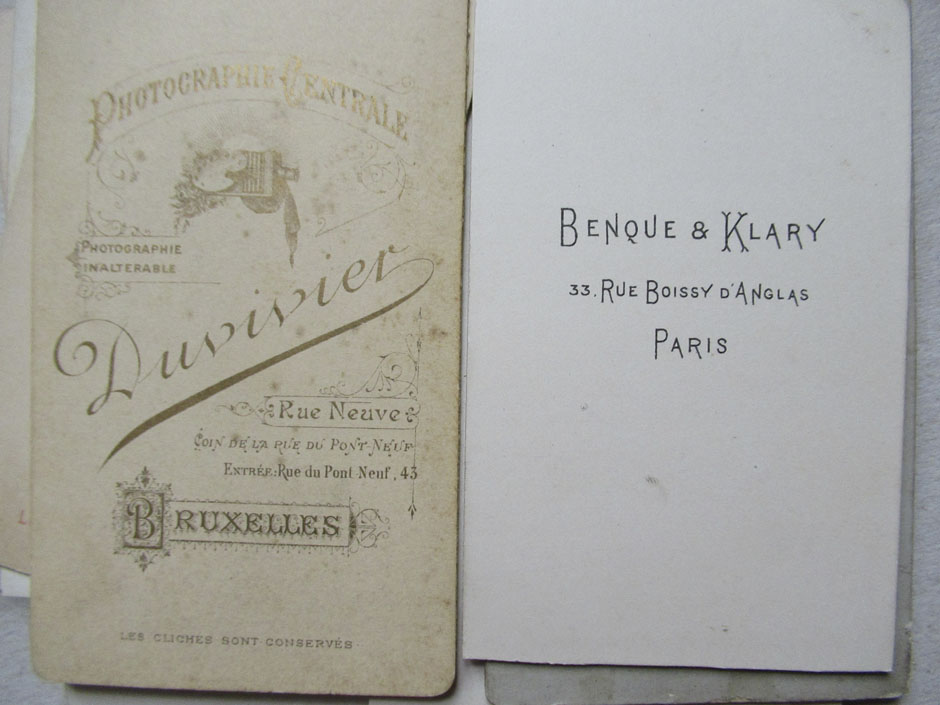 PHOTOGRAPHIE CENTRALE
PHOTOGRAPHIE
INALTERABLE
Duvivier
RUE NEUVE
COIN DE LA RUE DU PONT-NEUF
ENTRÉE: Rue du Pont Neuf, 43
BRUXELLES
LES CLICHES SONT CONSERVÉS
BENQUE & KLARY
33. RUE BOISSY D'ANGLAS
PARIS